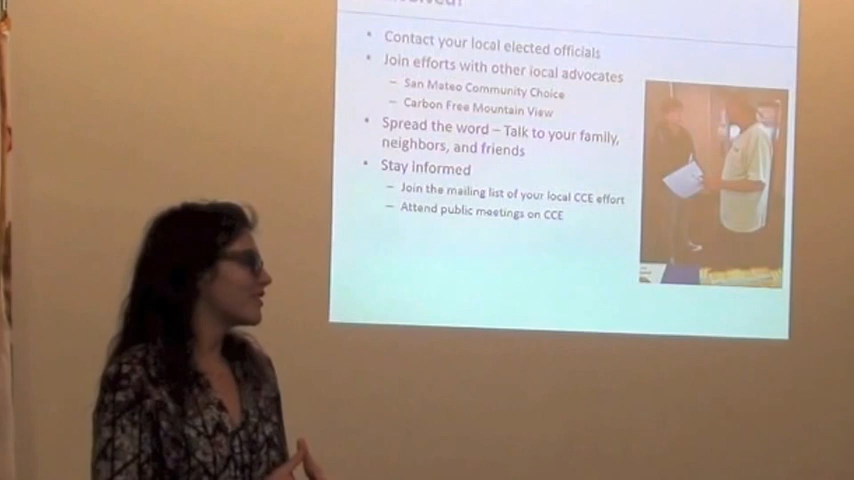 • Contact your local elected officials
• Join efforts with other local advocates
– San Mateo Community Choice
– Carbon Free Mountain View
• Spread the word – Talk to your family,
neighbors, and friends
• Stay informed
– Join the mailing list of your local CCE effort
– Attend public meetings on CCE